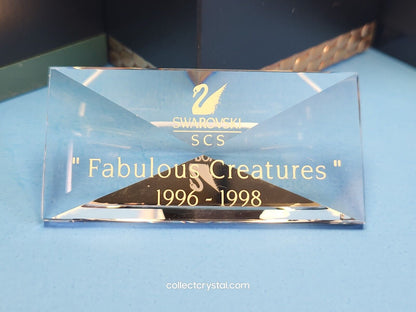 SWAROVSKI
SCS
" Fabulous Creatures "
1996 - 1998
collectcrystal.com